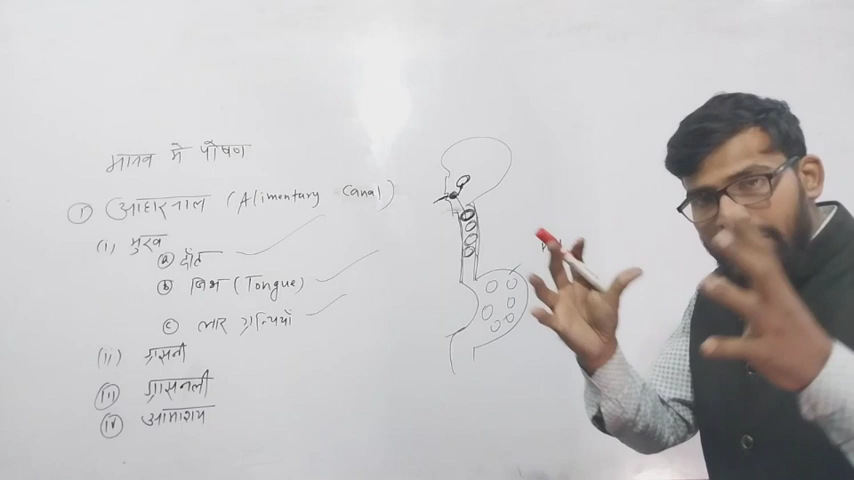 मानव मे पोषण
① आहारनाल (Alimentary Canal)
(i) मुख
ⓐ दाँत
ⓑ जिभ (Tongue)
ⓒ लार ग्रन्थियाँ
(ii) ग्रसनी
(iii) ग्रासनली
(iv) आमाशय